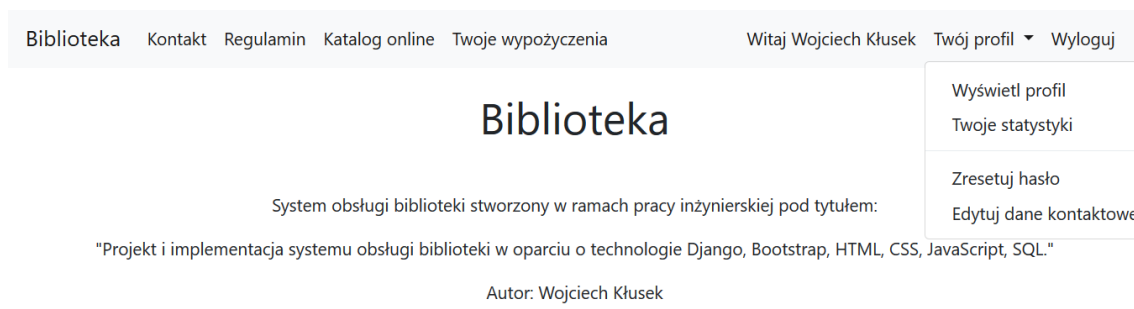 Biblioteka Kontakt Regulamin Katalog online Twoje wypożyczenia Witaj Wojciech Kłusek Twój profil Wyloguj
Wyświetl profil
Twoje statystyki
Zresetuj hasło
Edytuj dane kontaktowe
Biblioteka
System obsługi biblioteki stworzony w ramach pracy inżynierskiej pod tytułem:
"Projekt i implementacja systemu obsługi biblioteki w oparciu o technologie Django, Bootstrap, HTML, CSS, JavaScript, SQL."
Autor: Wojciech Kłusek